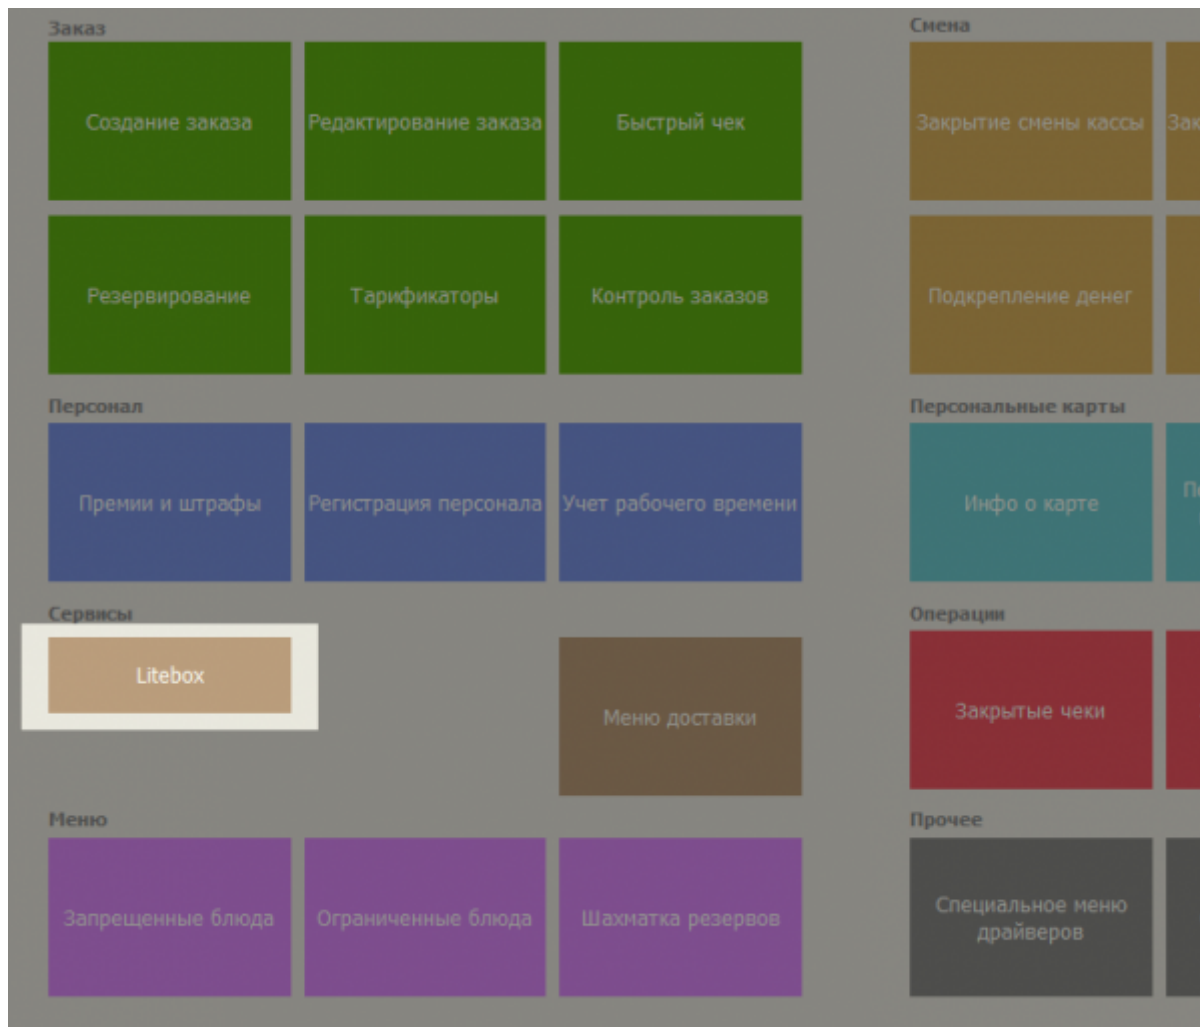 Заказ
Создание заказа
Редактирование заказа
Быстрый чек
Резервирование
Тарификаторы
Контроль заказов
Персонал
Премии и штрафы
Регистрация персонала
Учет рабочего времени
Сервисы
Litebox
Меню доставки
Меню
Запрещенные блюда
Ограниченные блюда
Шахматка резервов
Смена
Закрытие смены кассы
Подкрепление денег
Персональные карты
Инфо о карте
Операции
Закрытые чеки
Прочее
Специальное меню
драйверов